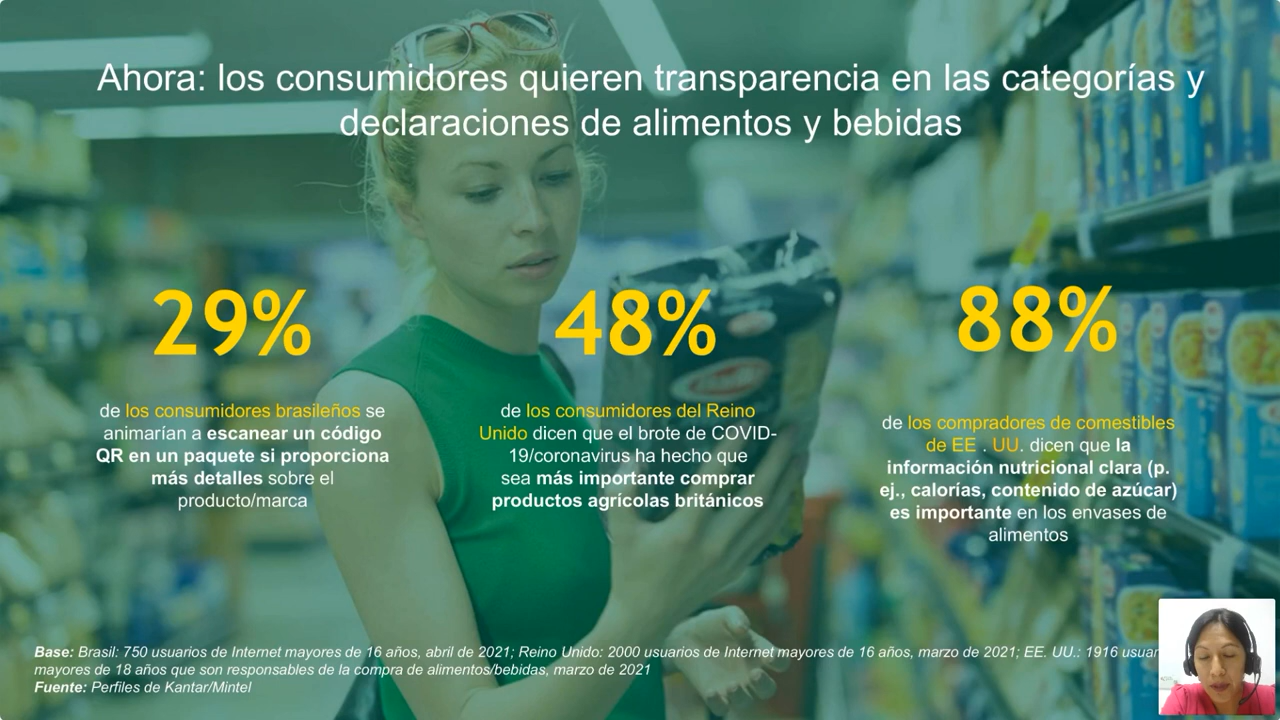 Ahora: los consumidores quieren transparencia en las categorías y
declaraciones de alimentos y bebidas
29%
de los consumidores brasileños se
animarían a escanear un código
QR en un paquete si proporciona
más detalles sobre el
producto/marca
48%
de los consumidores del Reino
Unido dicen que el brote de COVID-
19/coronavirus ha hecho que
sea más importante comprar
productos agrícolas británicos
88%
de los compradores de comestibles
de EE . UU. dicen que la
información nutricional clara (p.
ej., calorías, contenido de azúcar)
es importante en los envases de
alimentos
Base: Brasil: 750 usuarios de Internet mayores de 16 años, abril de 2021; Reino Unido: 2000 usuarios de Internet mayores de 16 años, marzo de 2021; EE. UU.: 1916
mayores de 18 años que son responsables de la compra de alimentos/bebidas, marzo de 2021
Fuente: Perfiles de Kantar/Mintel